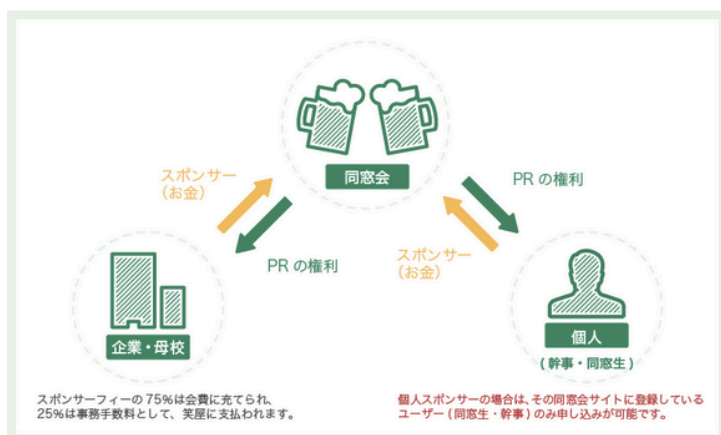 同窓会
スポンサー
（お金）
PRの権利
PRの権利
スポンサー
（お金）
企業・母校
個人
(幹事・同窓生)
スポンサーフィーの75%は会費に充てられ、
25%は事務手数料として、笑屋に支払われます。
個人スポンサーの場合は、その同窓会サイトに登録している
ユーザー(同窓生・幹事)のみ申し込みが可能です。